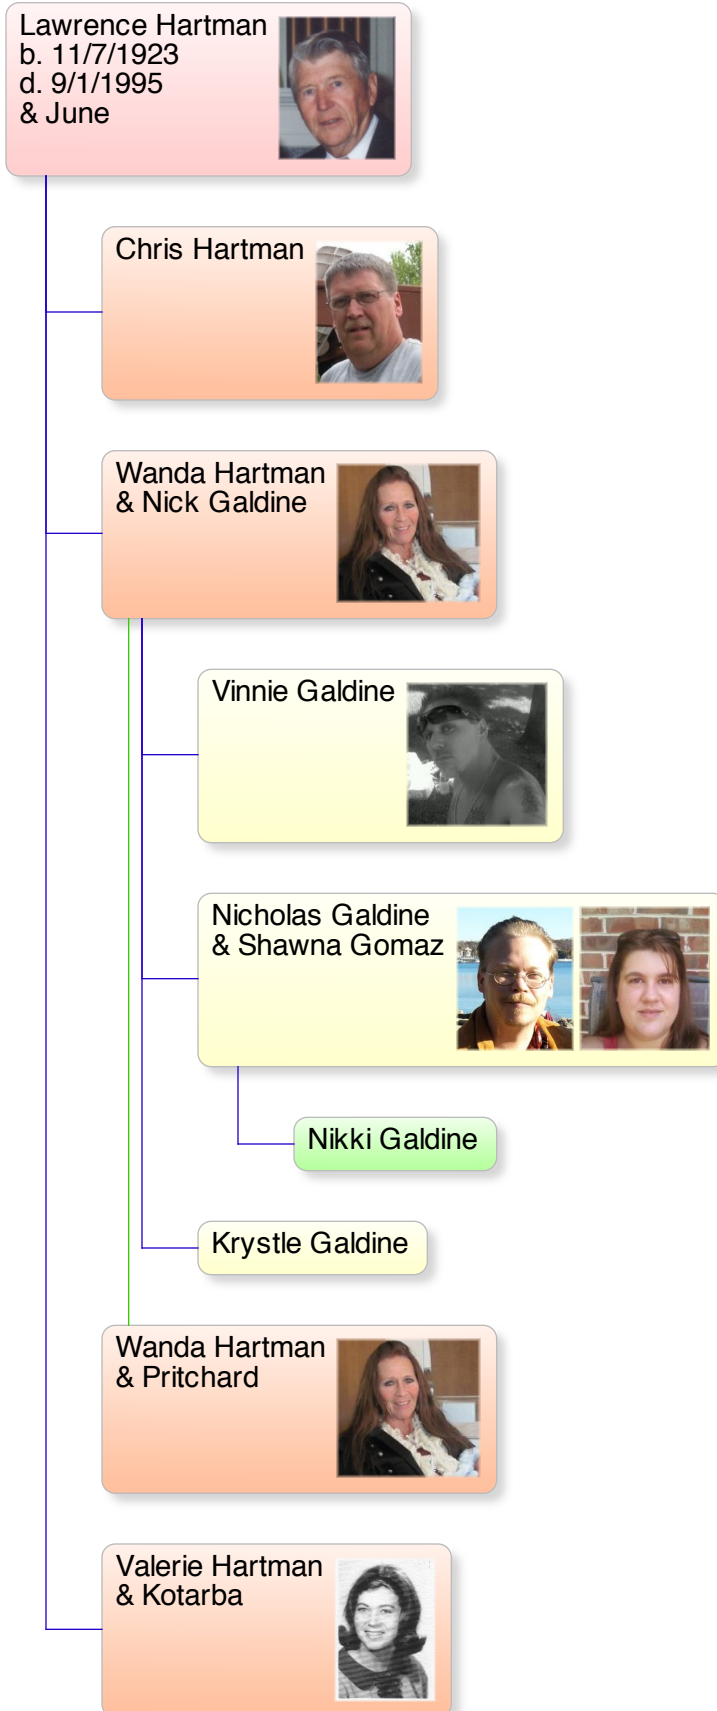 Lawrence Hartman
b. 11/7/1923
d. 9/1/1995
& June
Chris Hartman
Wanda Hartman
& Nick Galdine
Vinnie Galdine
Nicholas Galdine
& Shawna Gomaz
Nikki Galdine
Krystle Galdine
Wanda Hartman
& Pritchard
Valerie Hartman
& Kotarba